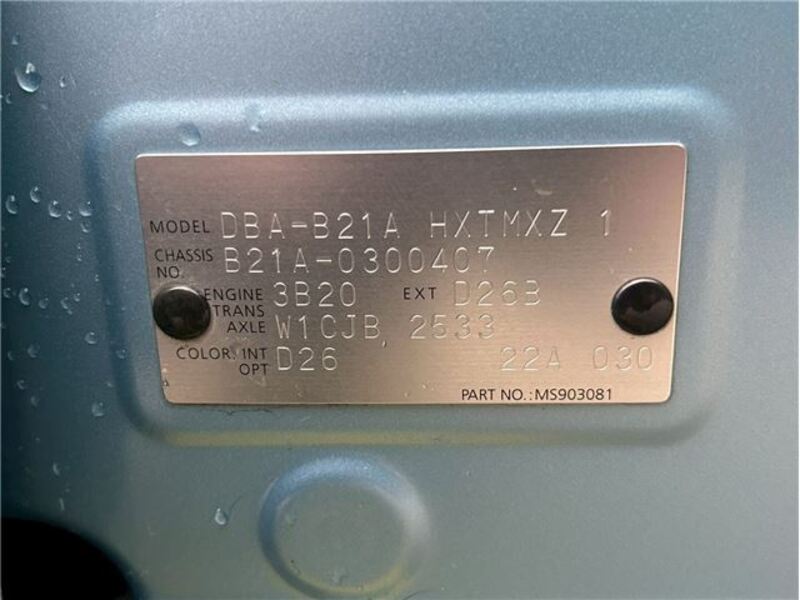 MODEL DBA-B21A HXTMXZ 1
CHASSIS NO. B21A-0300407
ENGINE 3B20 EXT D26B
TRANS AXLE W1CJB 2533
COLOR. INT OPT D26 22A 030
PART NO.: MS903081